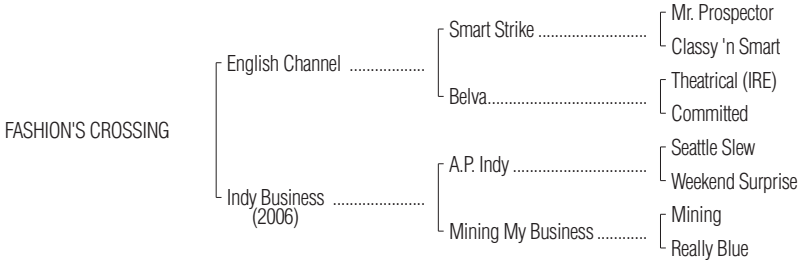 Mr. Prospector
Smart Strike ..........................
Classy 'n Smart
English Channel ..................
Theatrical (IRE)
Belva......................................
Committed
FASHION'S CROSSING
Seattle Slew
A.P. Indy ................................
Weekend Surprise
Indy Business ......................
(2006)
Mining
Mining My Business ............
Really Blue